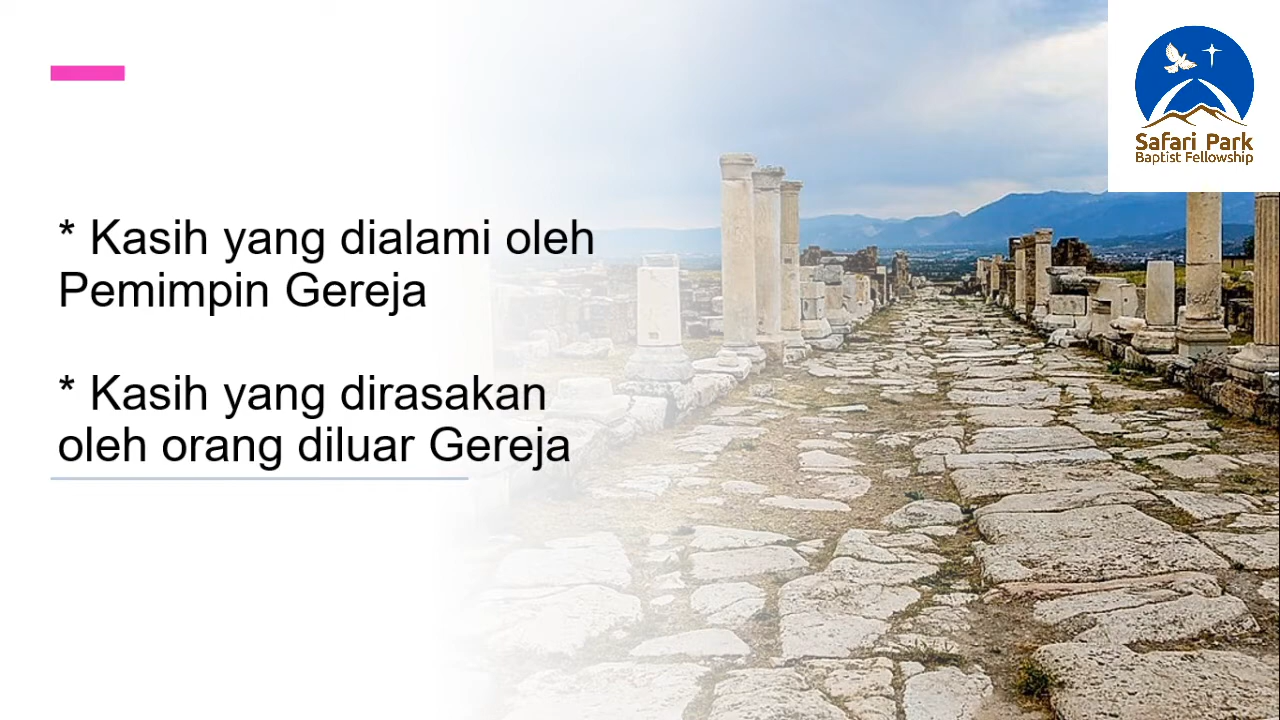 * Kasih yang dialami oleh
Pemimpin Gereja
* Kasih yang dirasakan
oleh orang diluar Gereja
Safari Park
Baptist Fellowship